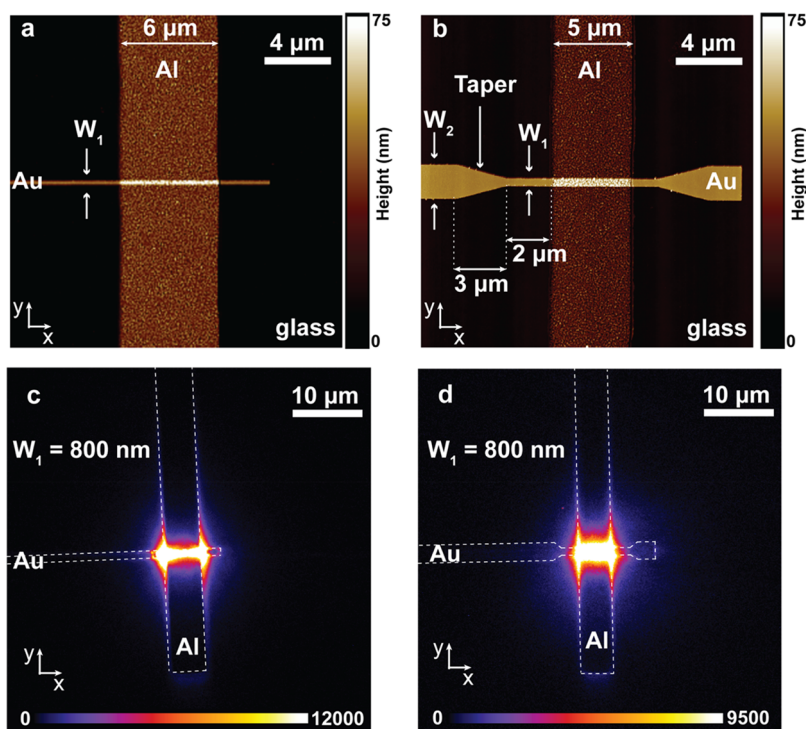 a
6 μm
Al
4 μm
W1
Au
y
x
glass
75
Height (nm)
0
b
5 μm
Al
4 μm
Taper
W2
W1
Au
2 μm
3 μm
y
x
glass
75
Height (nm)
0
c
10 μm
W1 = 800 nm
Au
Al
y
x
0
12000
d
10 μm
W1 = 800 nm
Au
Al
y
x
0
9500